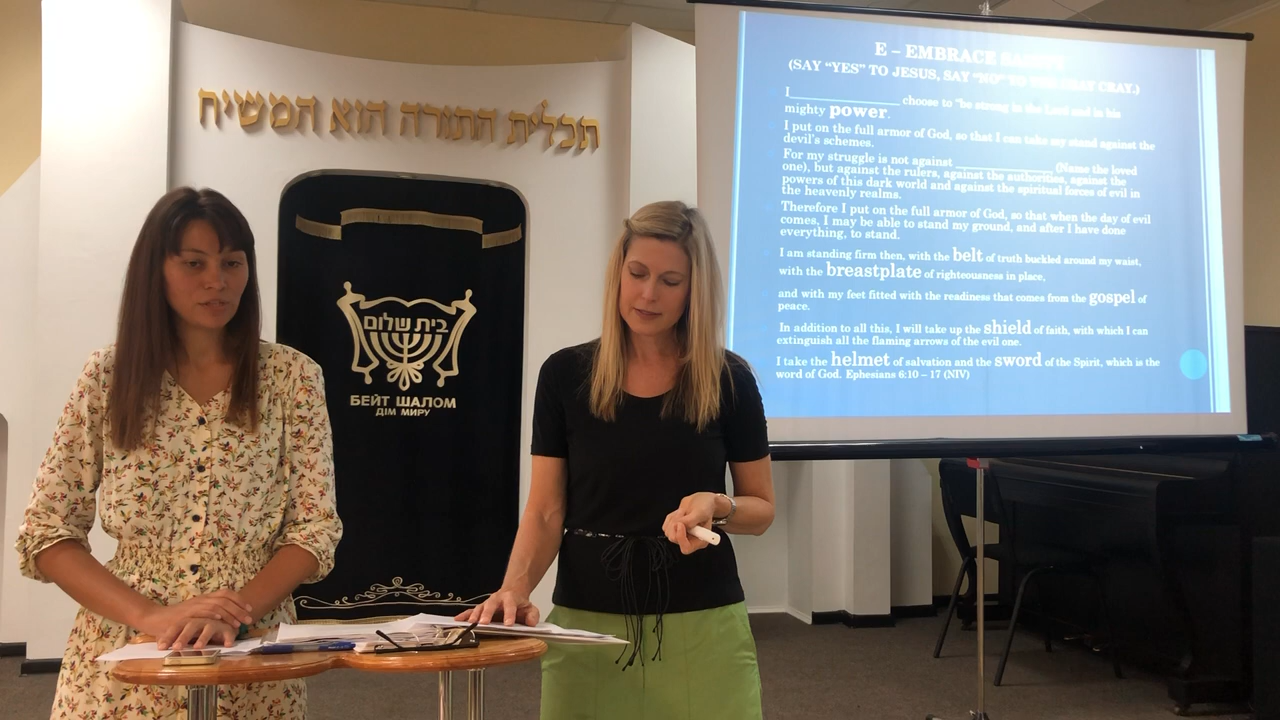 תכלית התורה הוא המשיח
בית שלום
БЕЙТ ШАЛОМ
ДІМ МИРУ
E – EMBRACE
(SAY “YES” TO JESUS, SAY “NO” TO THE CRAY CRAY.)
I_______________ choose to “be strong in the Lord and in his
mighty power.
I put on the full armor of God, so that I can take my stand against the
devil’s schemes.
For my struggle is not against _______________ (Name the loved
one), but against the rulers, against the authorities, against the
powers of this dark world and against the spiritual forces of evil in
the heavenly realms.
Therefore I put on the full armor of God, so that when the day of evil
comes, I may be able to stand my ground, and after I have done
everything, to stand.
I am standing firm then, with the belt of truth buckled around my waist,
with the breastplate of righteousness in place,
and with my feet fitted with the readiness that comes from the gospel of
peace.
In addition to all this, I will take up the shield of faith, with which I can
extinguish all the flaming arrows of the evil one.
I take the helmet of salvation and the sword of the Spirit, which is the
word of God. Ephesians 6:10 – 17 (NIV)